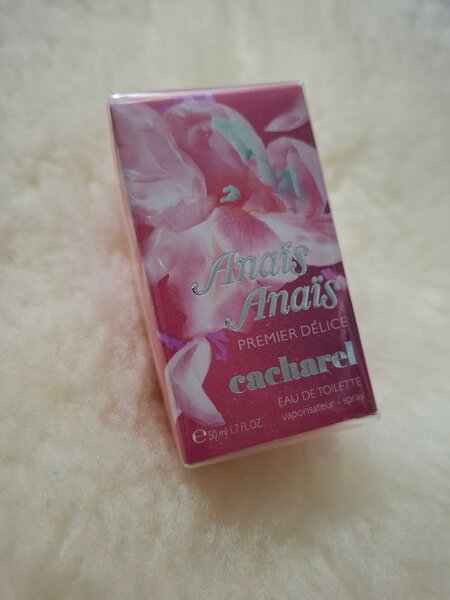 Anaïs
Anaïs
PREMIER DÉLICE
cacharel
EAU DE TOILETTE
vaporisateur - spray
e 50 ml 1.7 FL.OZ.